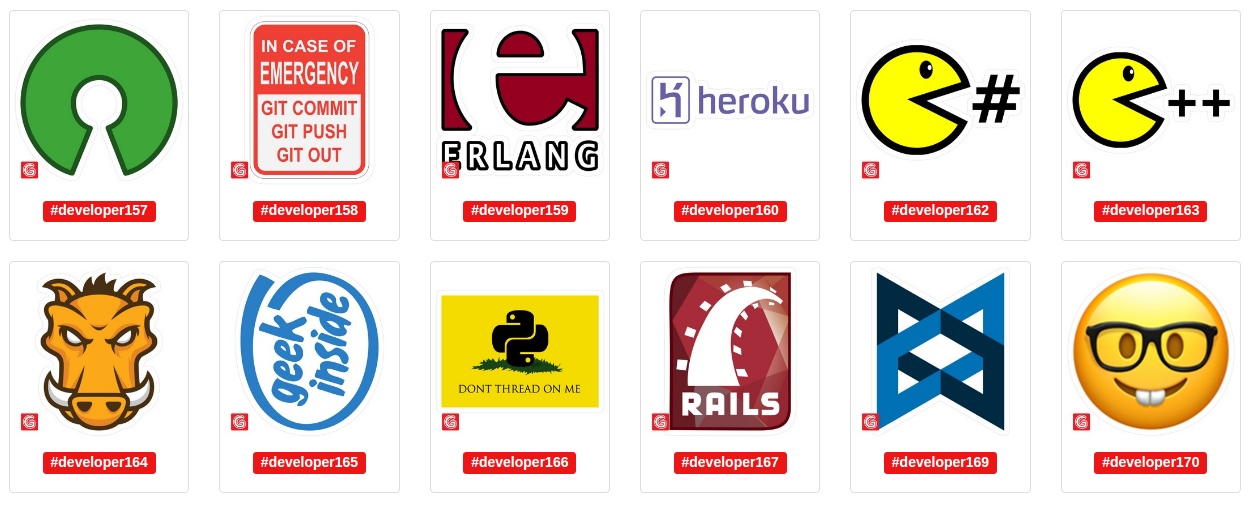 IN CASE OF
EMERGENCY
GIT COMMIT
GIT PUSH
GIT OUT
e
ERLANG
heroku
#
++
G
G
G
G
G
G
#developer157
#developer158
#developer159
#developer160
#developer162
#developer163
geek
inside
DONT THREAD ON ME
RAILS
G
G
G
G
G
G
#developer164
#developer165
#developer166
#developer167
#developer169
#developer170